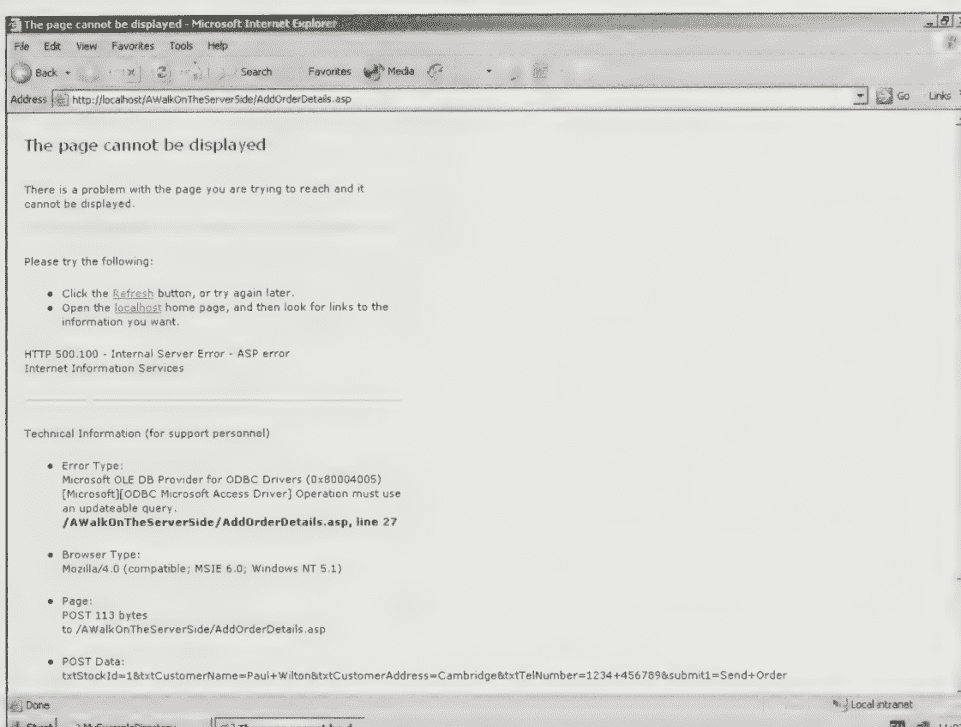 The page cannot be displayed - Microsoft Internet Explorer
File Edit View Favorites Tools Help
Back Search Favorites Media
Address http://localhost/AWalkOnTheServerSide/AddOrderDetails.asp Go Links
The page cannot be displayed
There is a problem with the page you are trying to reach and it
cannot be displayed.
Please try the following:
• Click the Refresh button, or try again later.
• Open the localhost home page, and then look for links to the
information you want.
HTTP 500.100 - Internal Server Error - ASP error
Internet Information Services
Technical Information (for support personnel)
• Error Type:
Microsoft OLE DB Provider for ODBC Drivers (0x80004005)
[Microsoft][ODBC Microsoft Access Driver] Operation must use
an updateable query.
/AWalkOnTheServerSide/AddOrderDetails.asp, line 27
• Browser Type:
Mozilla/4.0 (compatible; MSIE 6.0; Windows NT 5.1)
• Page:
POST 113 bytes
to /AWalkOnTheServerSide/AddOrderDetails.asp
• POST Data:
txtStockId=1&txtCustomerName=Paul+Wilton&txtCustomerAddress=Cambridge&txtTelNumber=1234+456789&submit1=Send+Order
Done Local intranet